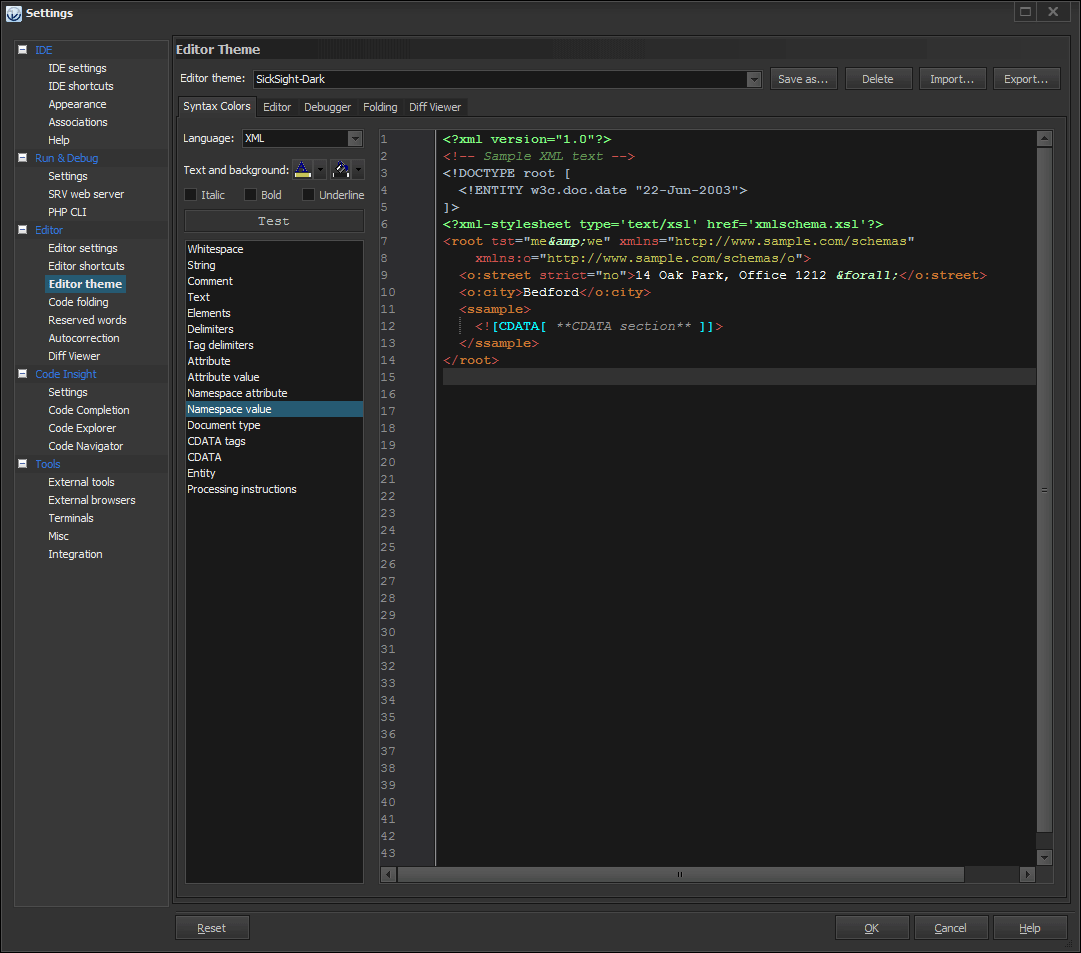 Settings
IDE
IDE settings
IDE shortcuts
Appearance
Associations
Help
Run & Debug
Settings
SRV web server
PHP CLI
Editor
Editor settings
Editor shortcuts
Editor theme
Code folding
Reserved words
Autocorrection
Diff Viewer
Code Insight
Settings
Code Completion
Code Explorer
Code Navigator
Tools
External tools
External browsers
Terminals
Misc
Integration
Editor Theme
Editor theme: SickSight-Dark Save as... Delete Import... Export...
Syntax Colors Editor Debugger Folding Diff Viewer
Language: XML
Text and background:
Italic Bold Underline
Test
Whitespace
String
Comment
Text
Elements
Delimiters
Tag delimiters
Attribute
Attribute value
Namespace attribute
Namespace value
Document type
CDATA tags
CDATA
Entity
Processing instructions
1 <?xml version="1.0"?>
2 <!-- Sample XML text -->
3 <!DOCTYPE root [
4 <!ENTITY w3c.doc.date "22-Jun-2003">
5 ]>
6 <?xml-stylesheet type='text/xsl' href='xmlschema.xsl'?>
7 <root tst="me&amp;we" xmlns="http://www.sample.com/schemas"
8 xmlns:o="http://www.sample.com/schemas/o">
9 <o:street strict="no">14 Oak Park, Office 1212 &forall;</o:street>
10 <o:city>Bedford</o:city>
11 <ssample>
12 <![CDATA[ **CDATA section** ]]>
13 </ssample>
14 </root>
15
16
17
18
19
20
21
22
23
24
25
26
27
28
29
30
31
32
33
34
35
36
37
38
39
40
41
42
43
Reset OK Cancel Help